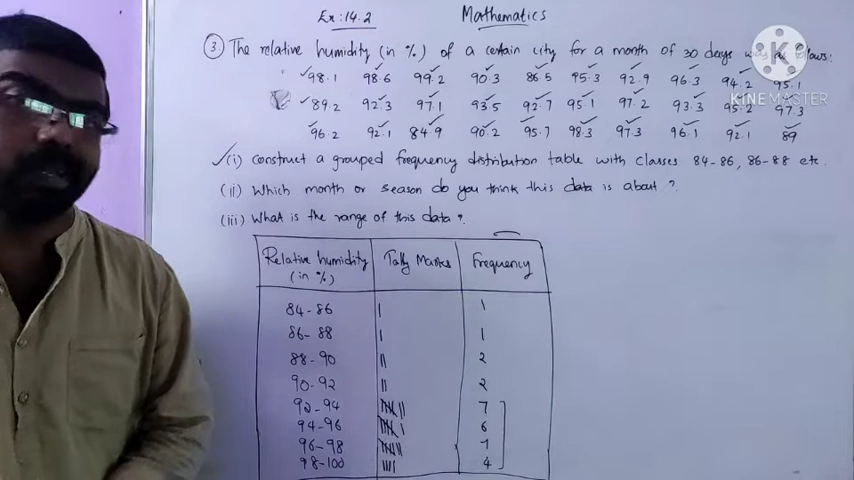 Ex: 14.2 Mathematics
③ The relative humidity (in %) of a certain city for a month of 30 days was as follows:
98.1 98.6 99.2 90.3 86.5 95.3 92.9 96.3 94.2 95.1
89.2 92.3 97.1 93.5 92.7 95.1 97.2 93.3 95.2 97.3
96.2 92.1 84.9 90.2 95.7 98.3 97.3 96.1 92.1 89
KINEMASTER
(i) construct a grouped frequency distribution table with classes 84-86, 86-88 etc.
(ii) Which month or season do you think this data is about ?
(iii) What is the range of this data ?
Relative humidity (in %) Tally Marks Frequency
84-86 | 1
86-88 | 1
88-90 || 2
90-92 || 2
92-94 |||| || 7
94-96 |||| | 6
96-98 |||| || 7
98-100 |||| 4